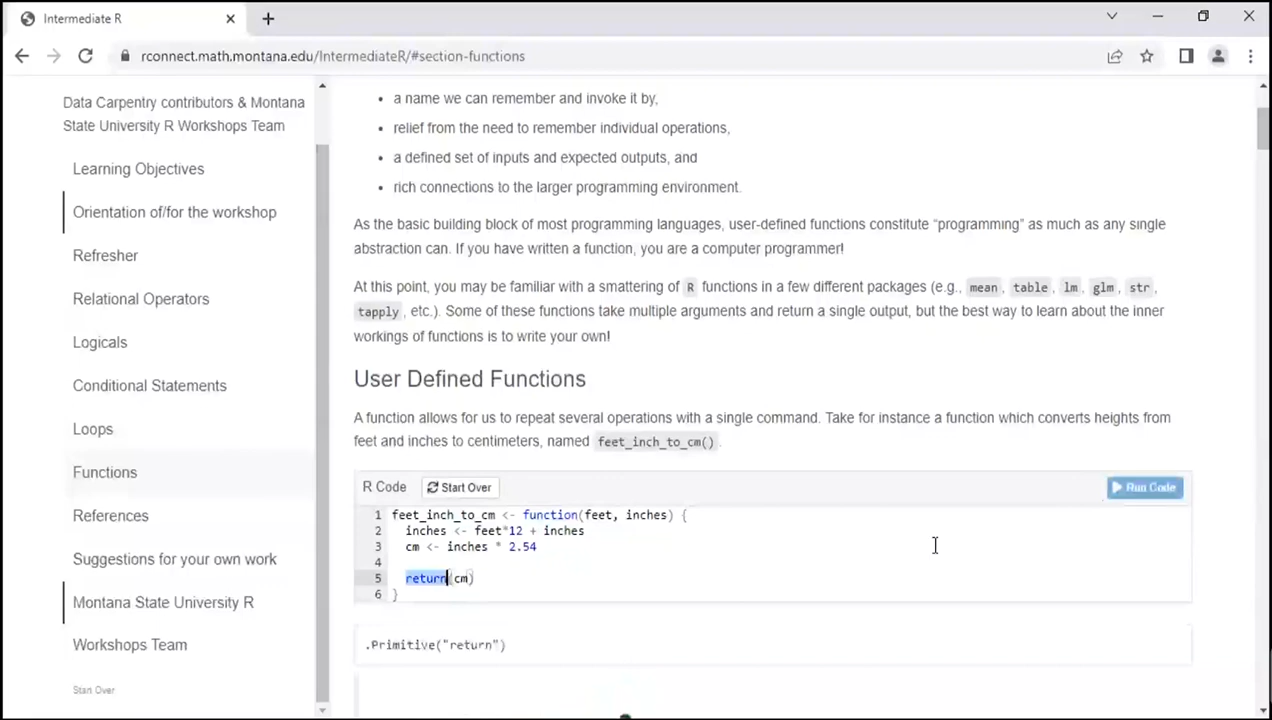 Intermediate R
rconnect.math.montana.edu/IntermediateR/#section-functions
Data Carpentry contributors & Montana
State University R Workshops Team
Learning Objectives
Orientation of/for the workshop
Refresher
Relational Operators
Logicals
Conditional Statements
Loops
Functions
References
Suggestions for your own work
Montana State University R
Workshops Team
Start Over
• a name we can remember and invoke it by,
• relief from the need to remember individual operations,
• a defined set of inputs and expected outputs, and
• rich connections to the larger programming environment.
As the basic building block of most programming languages, user-defined functions constitute “programming” as much as any single
abstraction can. If you have written a function, you are a computer programmer!
At this point, you may be familiar with a smattering of R functions in a few different packages (e.g., mean, table, lm, glm, str,
tapply, etc.). Some of these functions take multiple arguments and return a single output, but the best way to learn about the inner
workings of functions is to write your own!
User Defined Functions
A function allows for us to repeat several operations with a single command. Take for instance a function which converts heights from
feet and inches to centimeters, named feet_inch_to_cm().
R Code Start Over Run Code
1 feet_inch_to_cm <- function(feet, inches) {
2 inches <- feet*12 + inches
3 cm <- inches * 2.54
4
5 return(cm)
6 }
.Primitive("return")